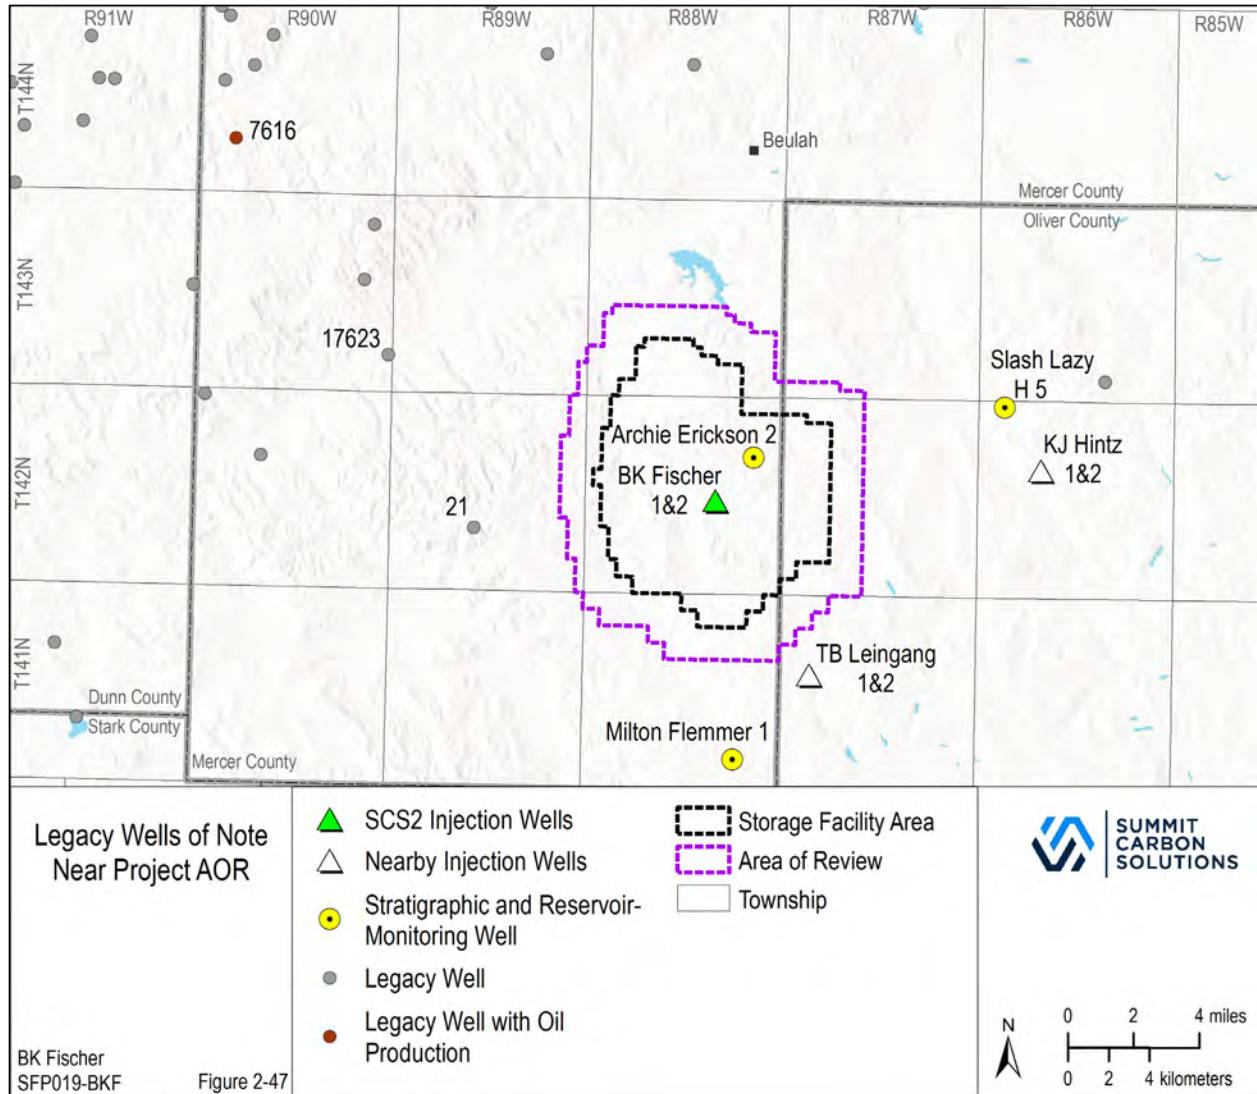 R91W
R90W
R89W
R88W
R87W
R86W
R85W
T144N
7616
Beulah
Mercer County
Oliver County
T143N
17623
Slash Lazy
H 5
Archie Erickson 2
KJ Hintz
1&2
BK Fischer
1&2
T142N
21
T141N
TB Leingang
1&2
Dunn County
Stark County
Milton Flemmer 1
Mercer County
Legacy Wells of Note
Near Project AOR
BK Fischer
SFP019-BKF
Figure 2-47
SCS2 Injection Wells
Nearby Injection Wells
Stratigraphic and Reservoir-
Monitoring Well
Legacy Well
Legacy Well with Oil
Production
Storage Facility Area
Area of Review
Township
SUMMIT
CARBON
SOLUTIONS
N
0 2 4 miles
0 2 4 kilometers